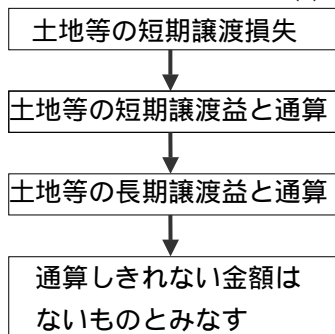 土地等の短期譲渡損失
土地等の短期譲渡益と通算
土地等の長期譲渡益と通算
通算しきれない金額は
ないものとみなす